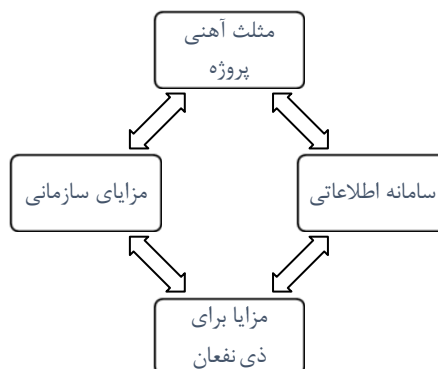 مثلث آهنی
پروژه
سامانه اطلاعاتی
مزایای سازمانی
مزایا برای
ذی نفعان